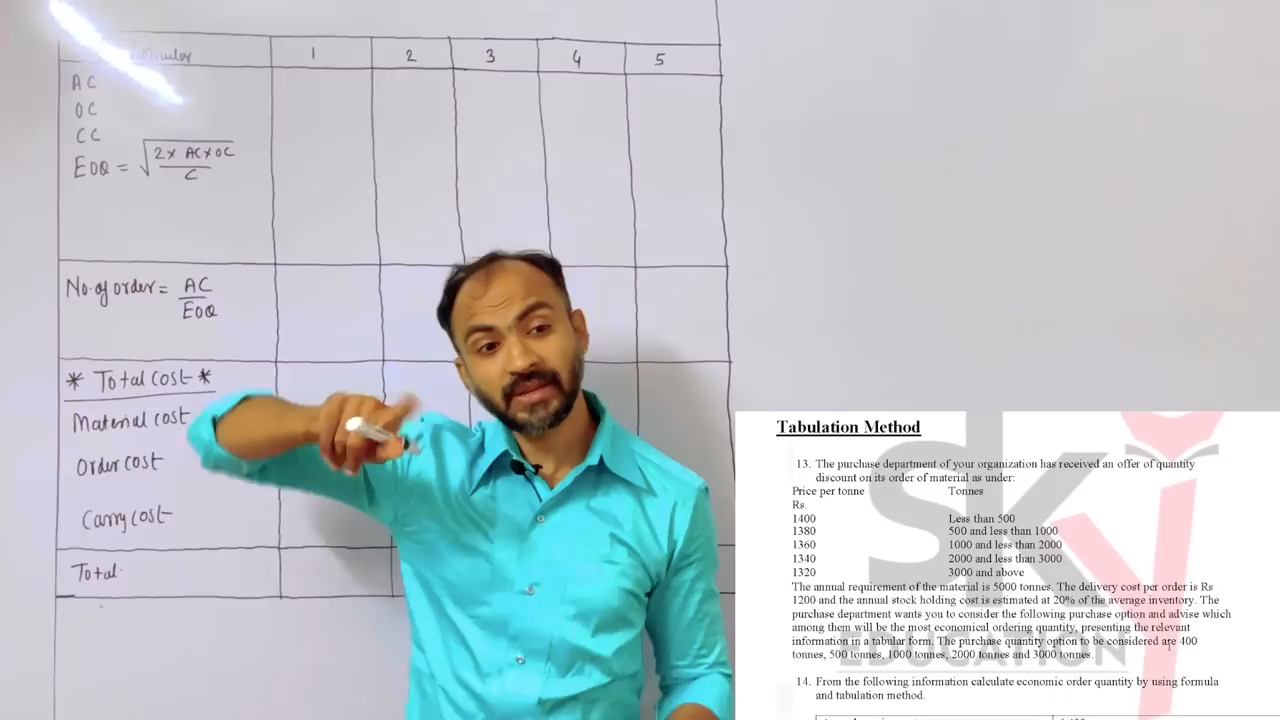 1 2 3 4 5
AC
OC
CC
EOQ = √2 x AC x OC / C
No. of order = AC / EOQ
* Total cost *
Material cost
Order cost
Carry cost
Total
Tabulation Method
13. The purchase department of your organization has received an offer of quantity
discount on its order of material as under:
Price per tonne Tonnes
Rs.
1400 Less than 500
1380 500 and less than 1000
1360 1000 and less than 2000
1340 2000 and less than 3000
1320 3000 and above
The annual requirement of the material is 5000 tonnes. The delivery cost per order is Rs
1200 and the annual stock holding cost is estimated at 20% of the average inventory. The
purchase department wants you to consider the following purchase option and advise which
among them will be the most economical ordering quantity, presenting the relevant
information in a tabular form. The purchase quantity option to be considered are 400
tonnes, 500 tonnes, 1000 tonnes, 2000 tonnes and 3000 tonnes.
14. From the following information calculate economic order quantity by using formula
and tabulation method.
SKY
EDUCATION